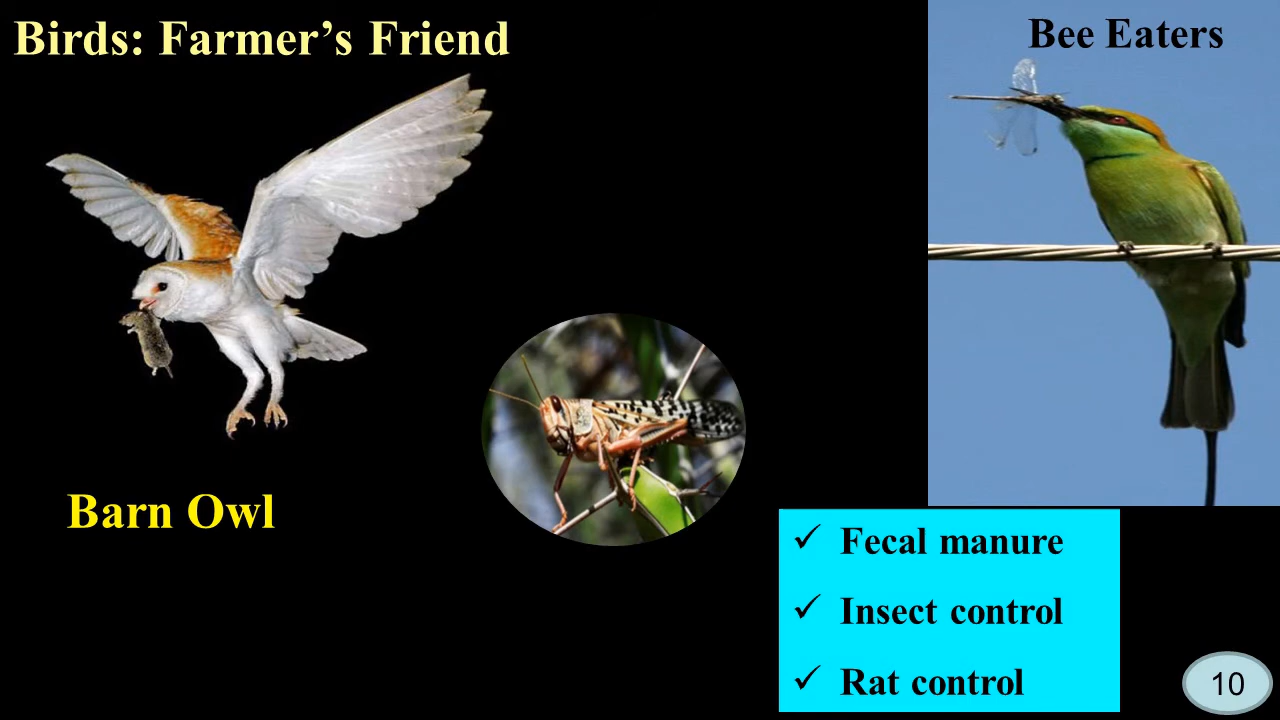 Birds: Farmer’s Friend
Bee Eaters
Barn Owl
✓ Fecal manure
✓ Insect control
✓ Rat control
10